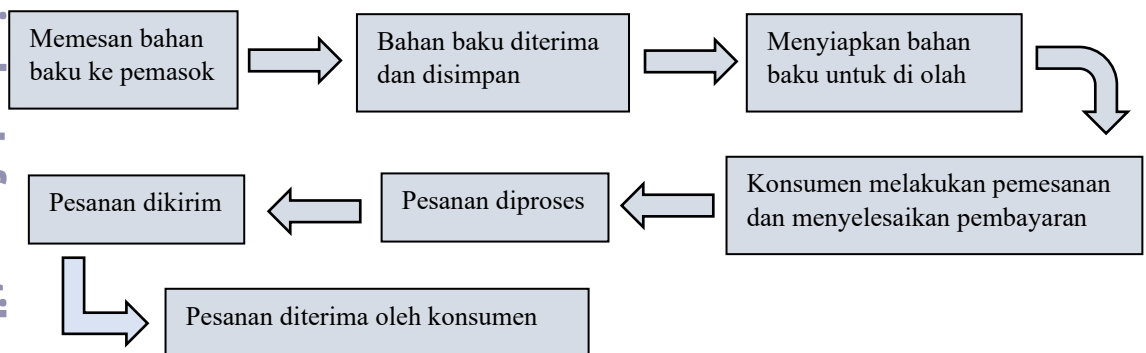 Memesan bahan
baku ke pemasok
Bahan baku diterima
dan disimpan
Menyiapkan bahan
baku untuk di olah
Konsumen melakukan pemesanan
dan menyelesaikan pembayaran
Pesanan diproses
Pesanan dikirim
Pesanan diterima oleh konsumen